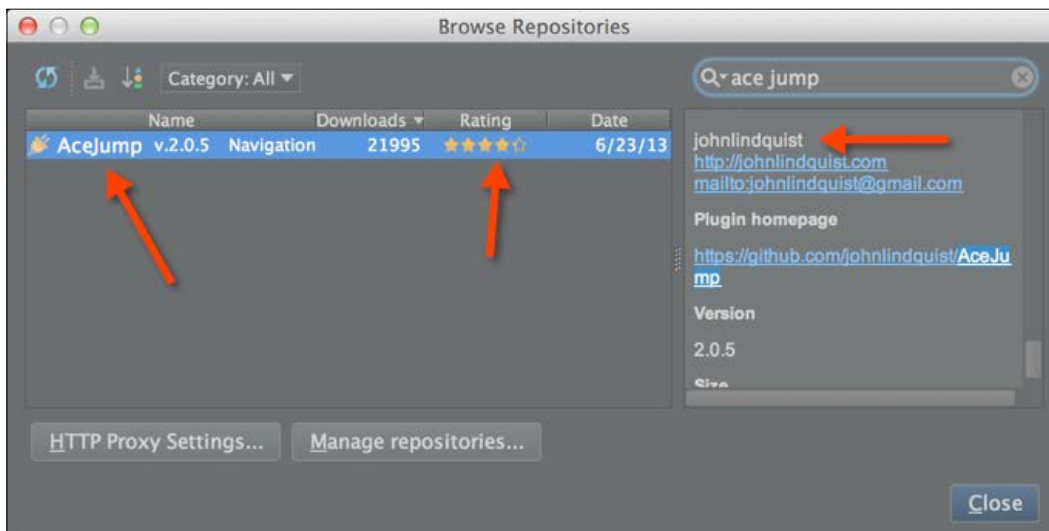 Browse Repositories
Category: All
ace jump
Name Downloads Rating Date
AceJump v.2.0.5 Navigation 21995 6/23/13
johnlindquist
http://johnlindquist.com
mailto:johnlindquist@gmail.com
Plugin homepage
https://github.com/johnlindquist/AceJu
mp
Version
2.0.5
Size
HTTP Proxy Settings...
Manage repositories...
Close